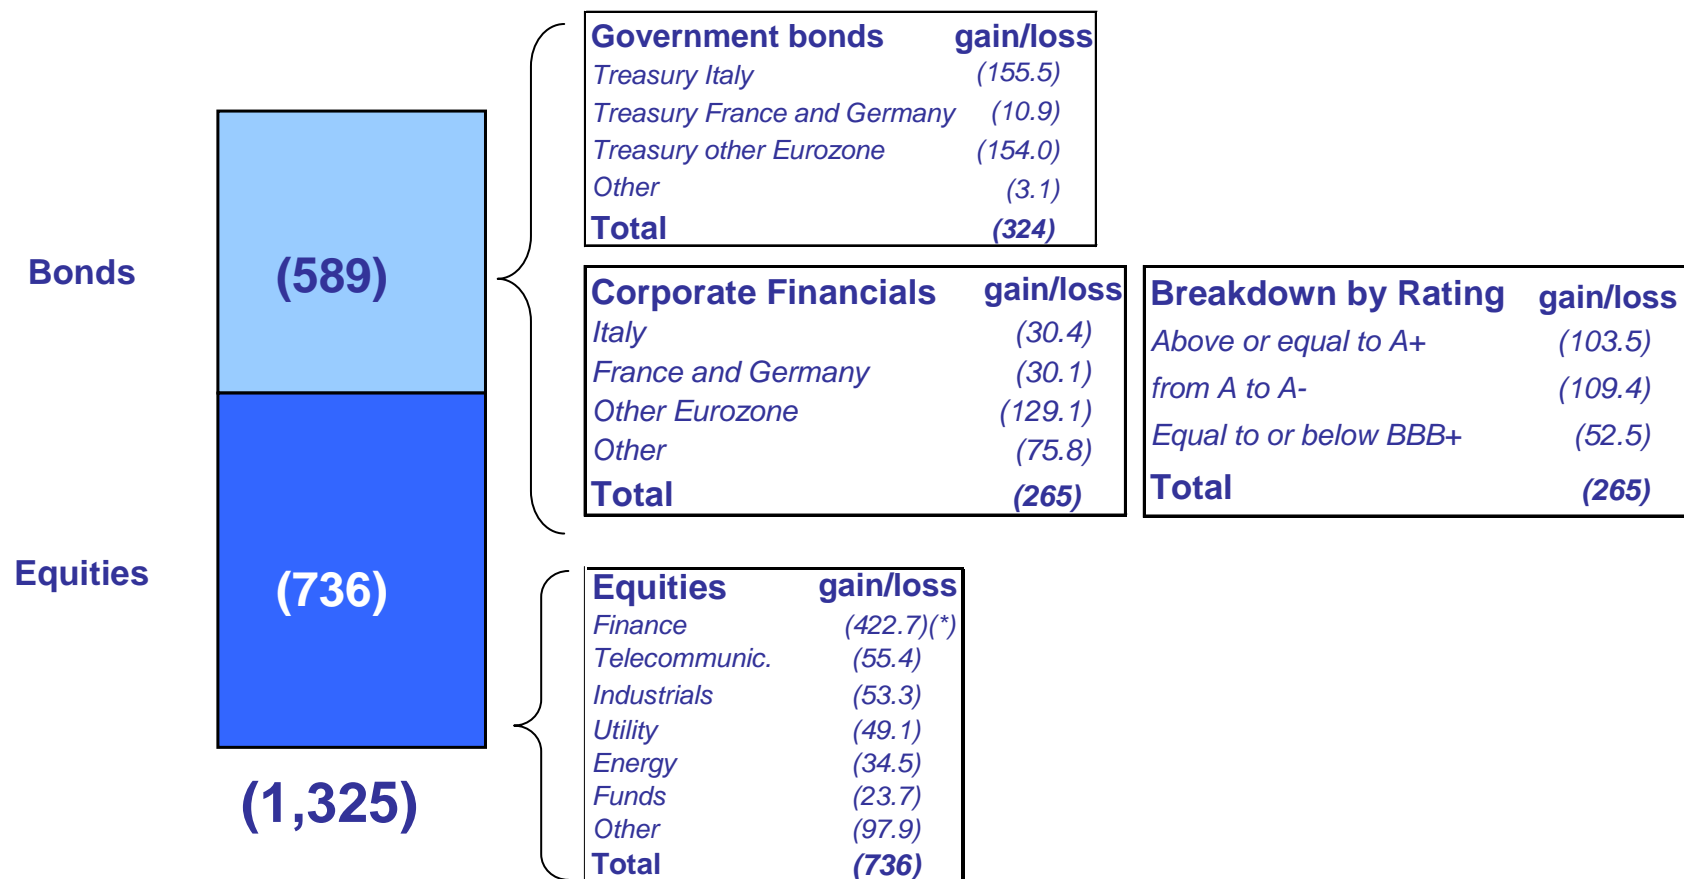 Bonds
(589)
Equities
(736)
(1,325)
Government bonds gain/loss
Treasury Italy (155.5)
Treasury France and Germany (10.9)
Treasury other Eurozone (154.0)
Other (3.1)
Total (324)
Corporate Financials gain/loss
Italy (30.4)
France and Germany (30.1)
Other Eurozone (129.1)
Other (75.8)
Total (265)
Breakdown by Rating gain/loss
Above or equal to A+ (103.5)
from A to A- (109.4)
Equal to or below BBB+ (52.5)
Total (265)
Equities gain/loss
Finance (422.7)(*)
Telecommunic. (55.4)
Industrials (53.3)
Utility (49.1)
Energy (34.5)
Funds (23.7)
Other (97.9)
Total (736)